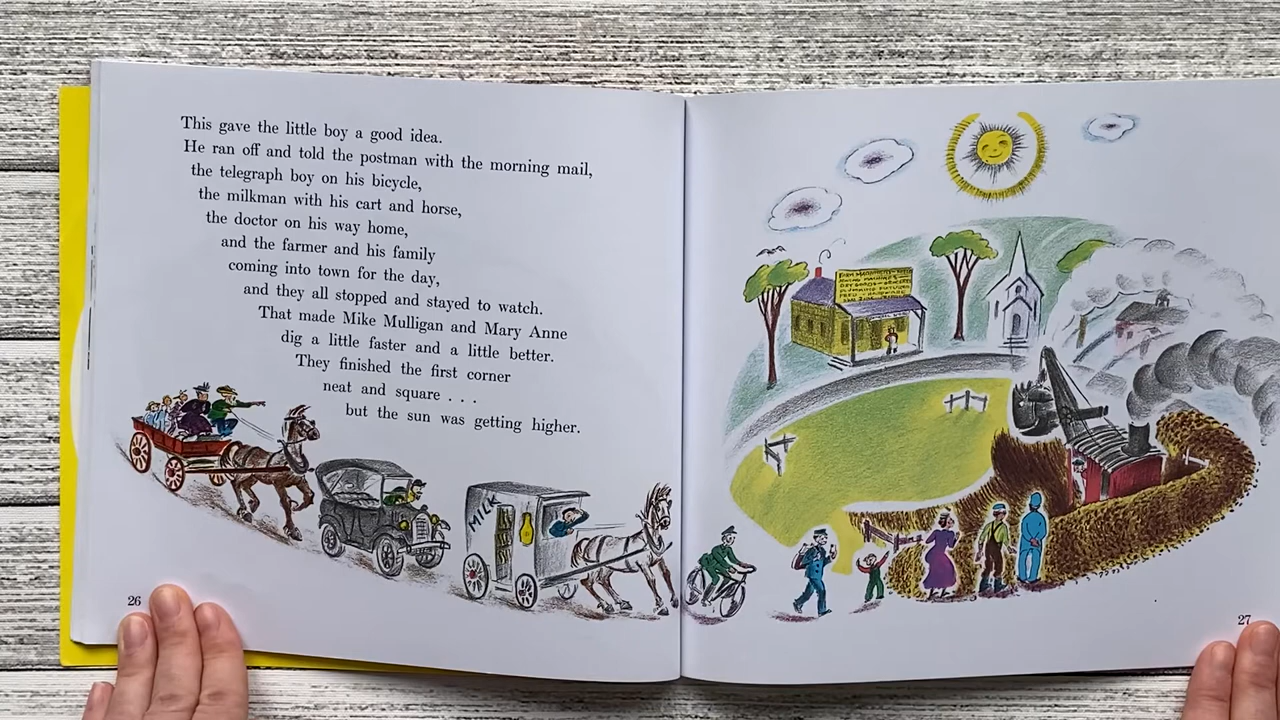 This gave the little boy a good idea.
He ran off and told the postman with the morning mail,
the telegraph boy on his bicycle,
the milkman with his cart and horse,
the doctor on his way home,
and the farmer and his family
coming into town for the day,
and they all stopped and stayed to watch.
That made Mike Mulligan and Mary Anne
dig a little faster and a little better.
They finished the first corner
neat and square . . .
but the sun was getting higher.
MILK
26
27